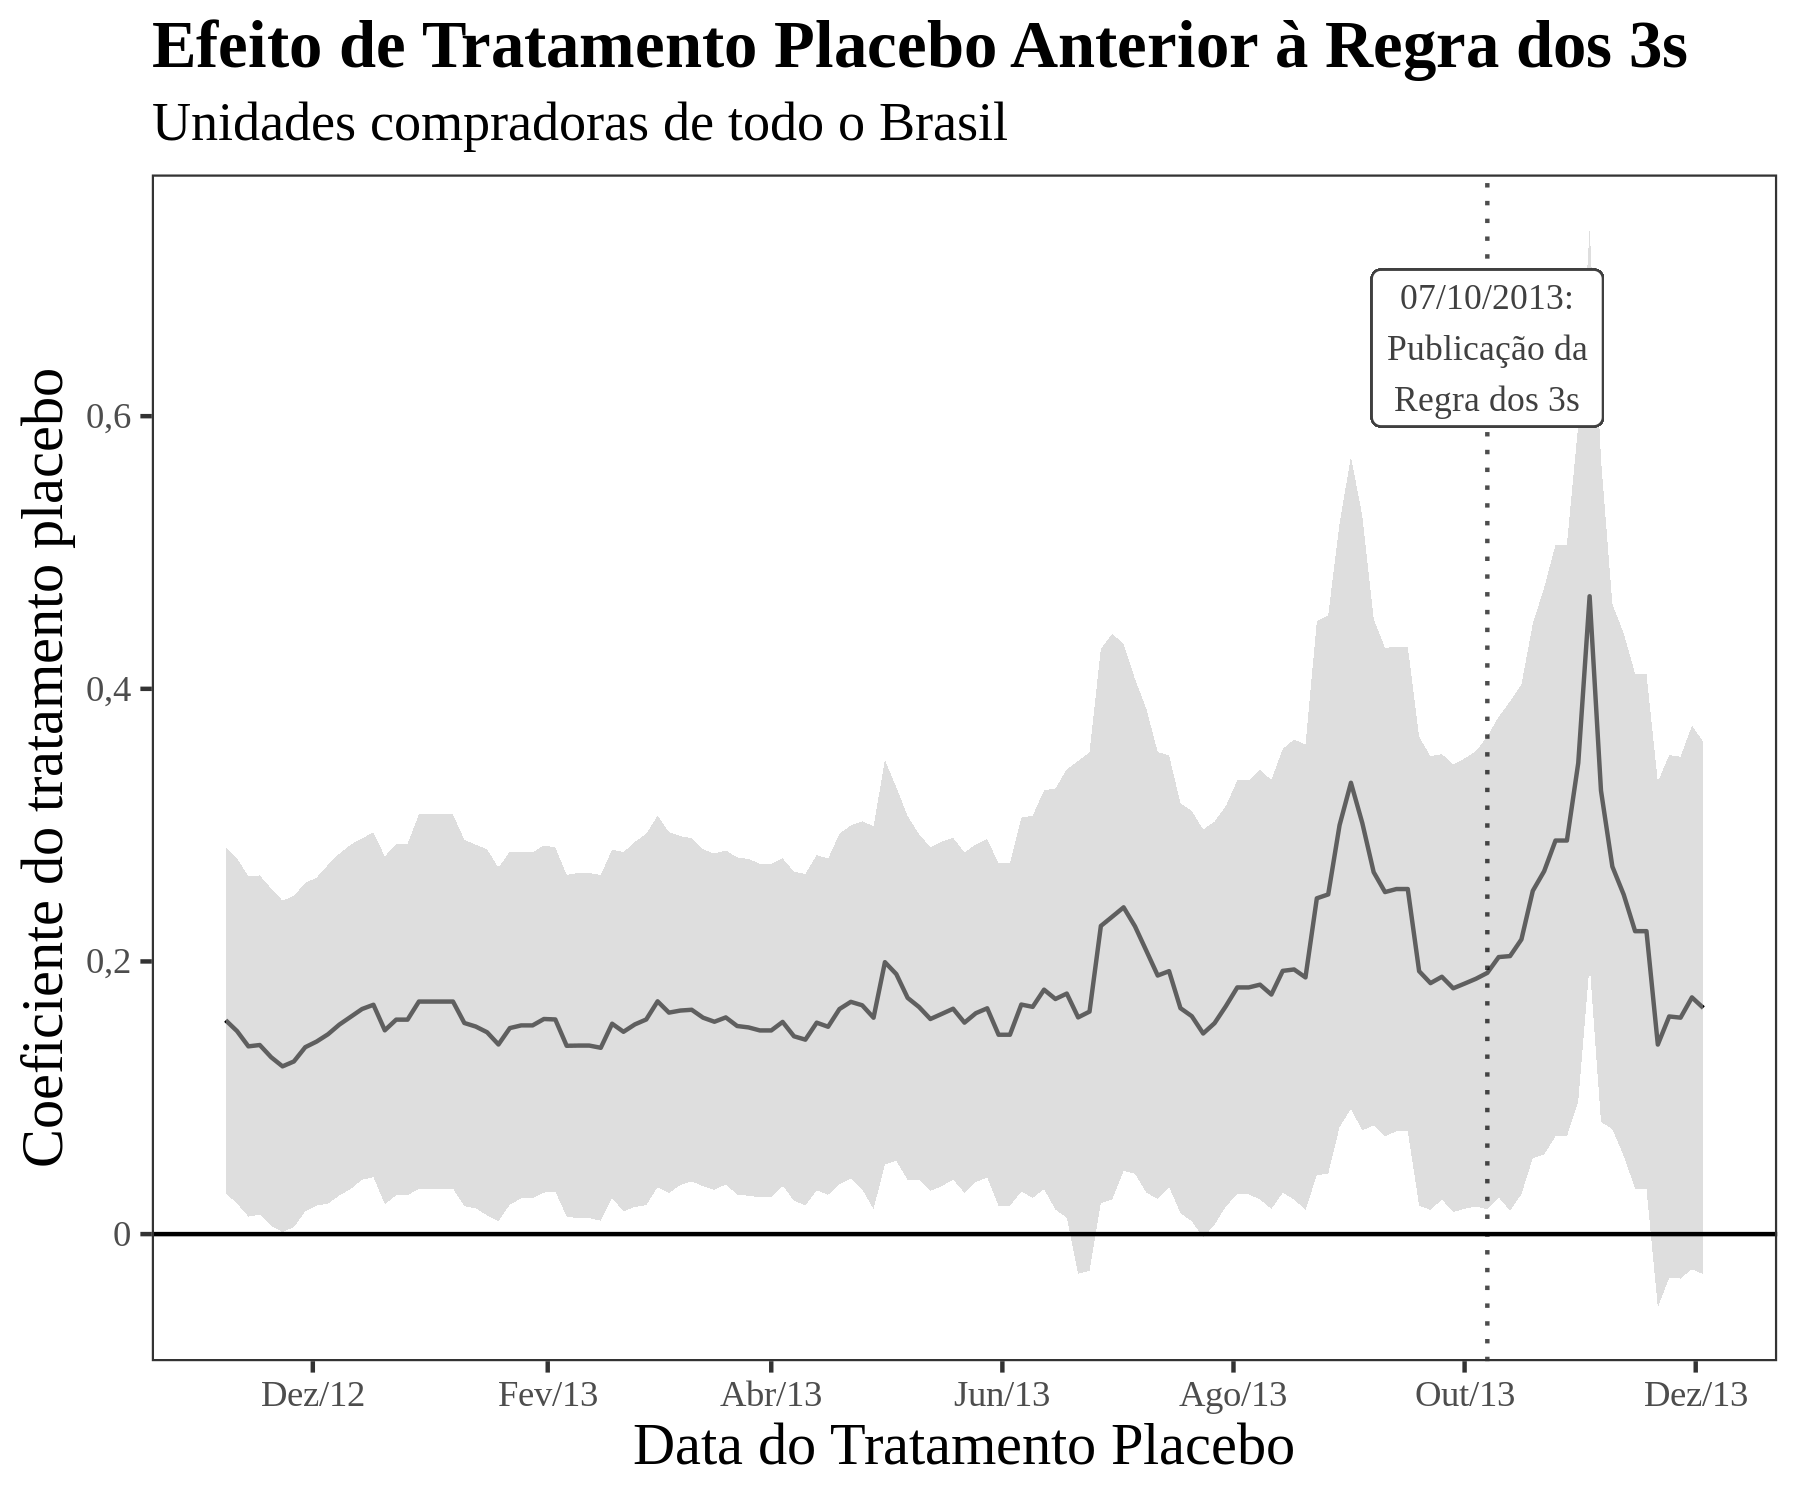 Efeito de Tratamento Placebo Anterior à Regra dos 3s
Unidades compradoras de todo o Brasil
07/10/2013:
Publicação da
Regra dos 3s
Coeficiente do tratamento placebo
0,6
0,4
0,2
0
Dez/12 Fev/13 Abr/13 Jun/13 Ago/13 Out/13 Dez/13
Data do Tratamento Placebo